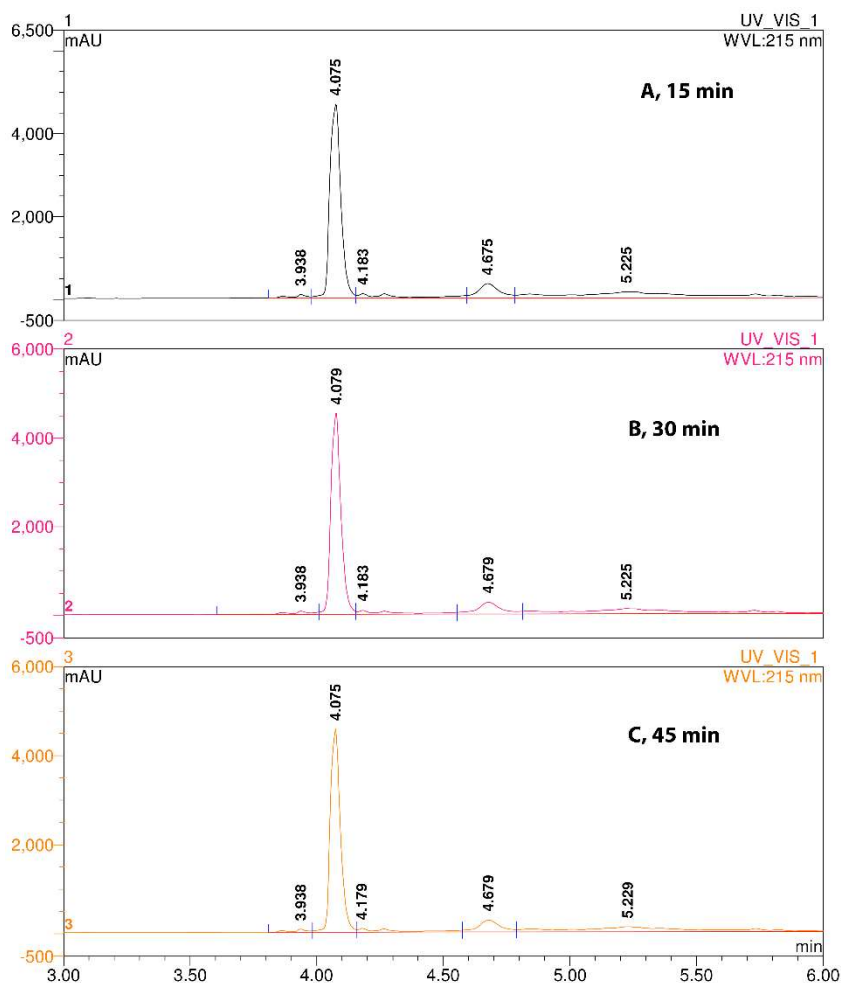 1 UV_VIS_1
6,500 mAU WVL:215 nm
4.075
A, 15 min
4,000
2,000
3.938 4.183 4.675 5.225
1
-500
2 UV_VIS_1
6,000 mAU WVL:215 nm
4.079
B, 30 min
4,000
2,000
3.938 4.183 4.679 5.225
2
-500
3 UV_VIS_1
6,000 mAU WVL:215 nm
4.075
C, 45 min
4,000
2,000
3.938 4.179 4.679 5.229
3
-500 min
3.00 3.50 4.00 4.50 5.00 5.50 6.00